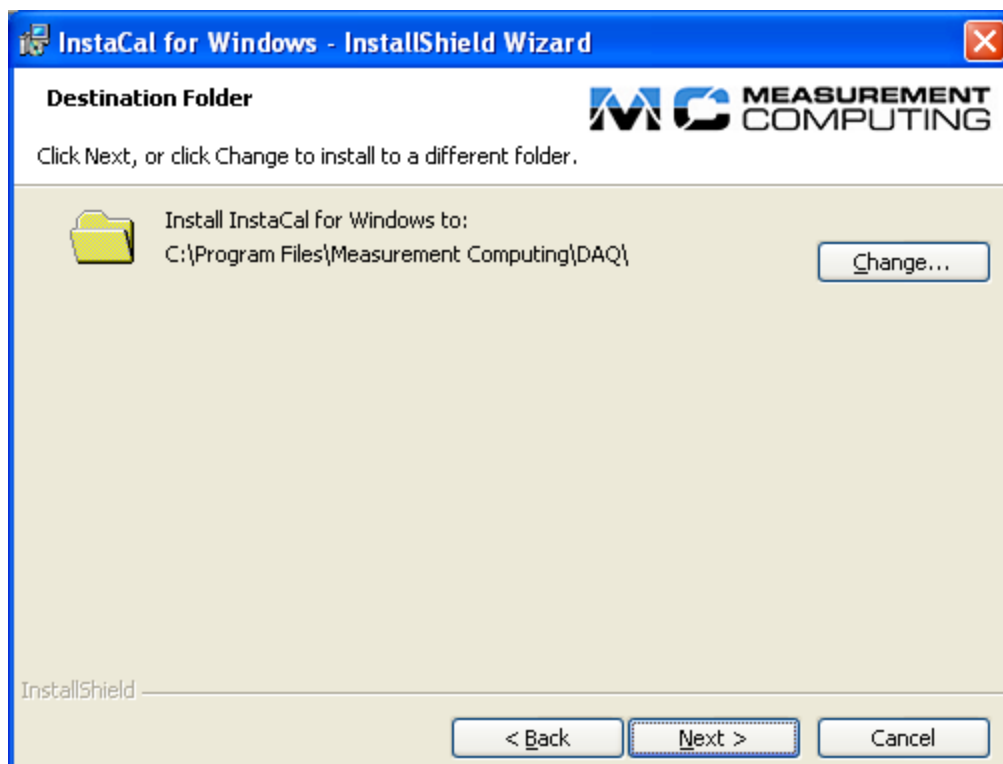 InstaCal for Windows - InstallShield Wizard
Destination Folder
MEASUREMENT
COMPUTING
Click Next, or click Change to install to a different folder.
Install InstaCal for Windows to:
C:\Program Files\Measurement Computing\DAQ\
Change...
InstallShield
< Back
Next >
Cancel